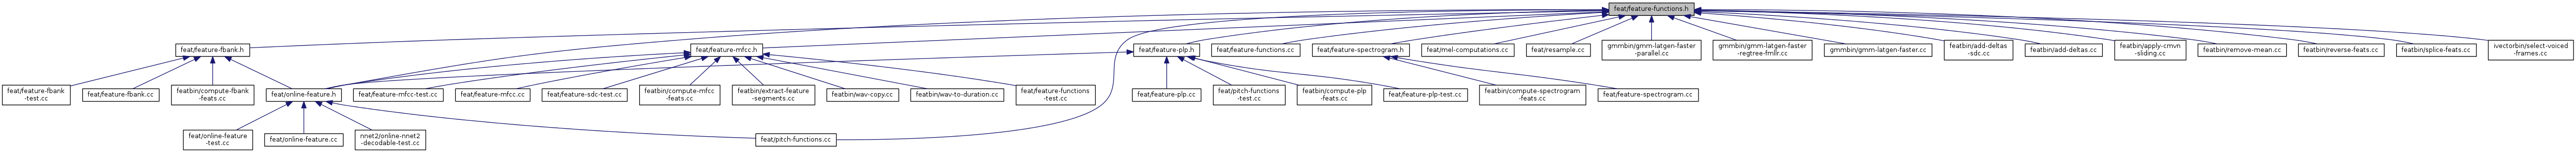 feat/feature-functions.h
feat/feature-fbank.h
feat/feature-mfcc.h
feat/feature-plp.h
feat/feature-functions.cc
feat/feature-spectrogram.h
feat/mel-computations.cc
feat/resample.cc
gmmbin/gmm-latgen-faster
-parallel.cc
gmmbin/gmm-latgen-faster
-regtree-fmllr.cc
gmmbin/gmm-latgen-faster.cc
featbin/add-deltas
-sdc.cc
featbin/add-deltas.cc
featbin/apply-cmvn
-sliding.cc
featbin/remove-mean.cc
featbin/reverse-feats.cc
featbin/splice-feats.cc
ivectorbin/select-voiced
-frames.cc
feat/feature-fbank
-test.cc
feat/feature-fbank.cc
featbin/compute-fbank
-feats.cc
feat/online-feature.h
feat/feature-mfcc-test.cc
feat/feature-mfcc.cc
feat/feature-sdc-test.cc
featbin/compute-mfcc
-feats.cc
featbin/extract-feature
-segments.cc
featbin/wav-copy.cc
featbin/wav-to-duration.cc
feat/feature-functions
-test.cc
feat/feature-plp.cc
feat/pitch-functions
-test.cc
featbin/compute-plp
-feats.cc
feat/feature-plp-test.cc
featbin/compute-spectrogram
-feats.cc
feat/feature-spectrogram.cc
feat/online-feature
-test.cc
feat/online-feature.cc
nnet2/online-nnet2
-decodable-test.cc
feat/pitch-functions.cc